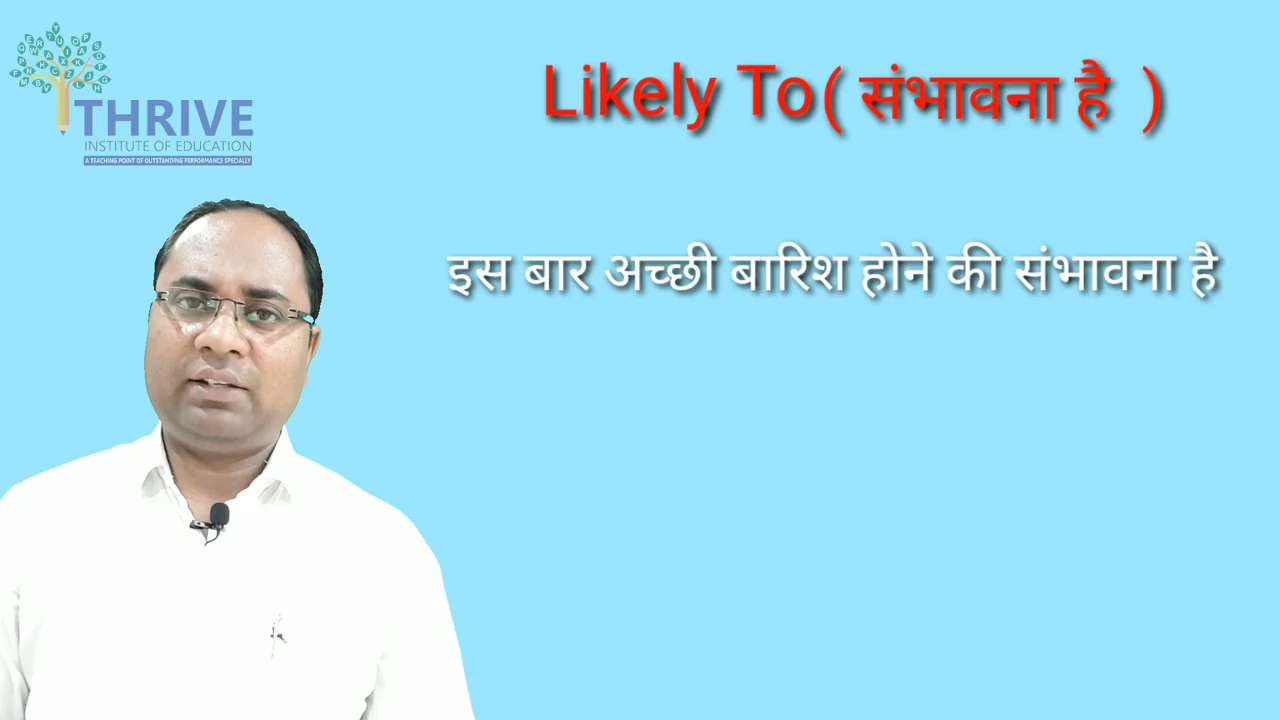 THRIVE
INSTITUTE OF EDUCATION
A TEACHING POINT OF OUTSTANDING PERFORMANCE SPECIALLY
Likely To( संभावना है )
इस बार अच्छी बारिश होने की संभावना है